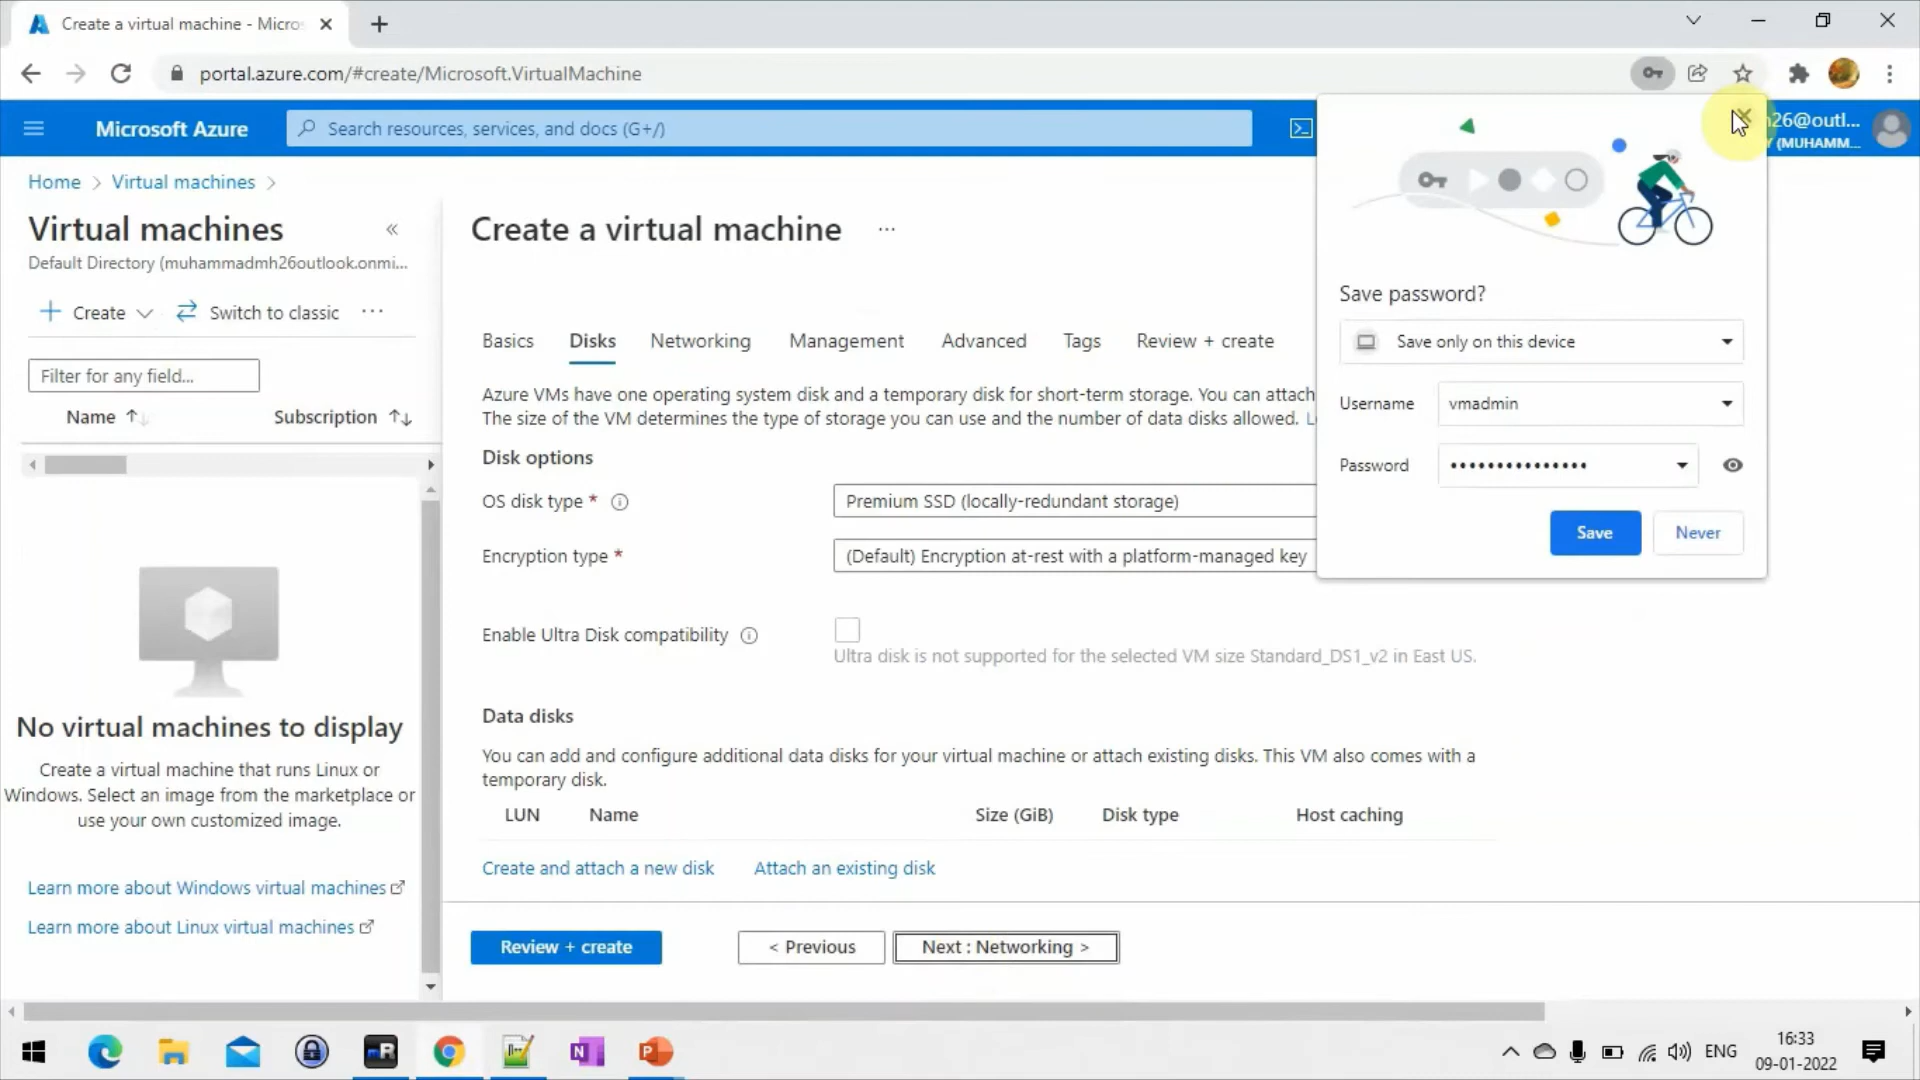 Create a virtual machine - Micros
portal.azure.com/#create/Microsoft.VirtualMachine
Microsoft Azure
Search resources, services, and docs (G+/)
h26@outl...
Y (MUHAMM...
Home > Virtual machines >
Virtual machines
«
Default Directory (muhammadmh26outlook.onmi...
+ Create
Switch to classic
...
Filter for any field...
Name ↑↓
Subscription ↑↓
No virtual machines to display
Create a virtual machine that runs Linux or
Windows. Select an image from the marketplace or
use your own customized image.
Learn more about Windows virtual machines
Learn more about Linux virtual machines
Create a virtual machine
...
Basics
Disks
Networking
Management
Advanced
Tags
Review + create
Azure VMs have one operating system disk and a temporary disk for short-term storage. You can attach
The size of the VM determines the type of storage you can use and the number of data disks allowed. L
Disk options
OS disk type *
Premium SSD (locally-redundant storage)
Encryption type *
(Default) Encryption at-rest with a platform-managed key
Enable Ultra Disk compatibility
Ultra disk is not supported for the selected VM size Standard_DS1_v2 in East US.
Data disks
You can add and configure additional data disks for your virtual machine or attach existing disks. This VM also comes with a
temporary disk.
LUN
Name
Size (GiB)
Disk type
Host caching
Create and attach a new disk
Attach an existing disk
Review + create
< Previous
Next : Networking >
Save password?
Save only on this device
Username
vmadmin
Password
•••••••••••••••
Save
Never
ENG
16:33
09-01-2022